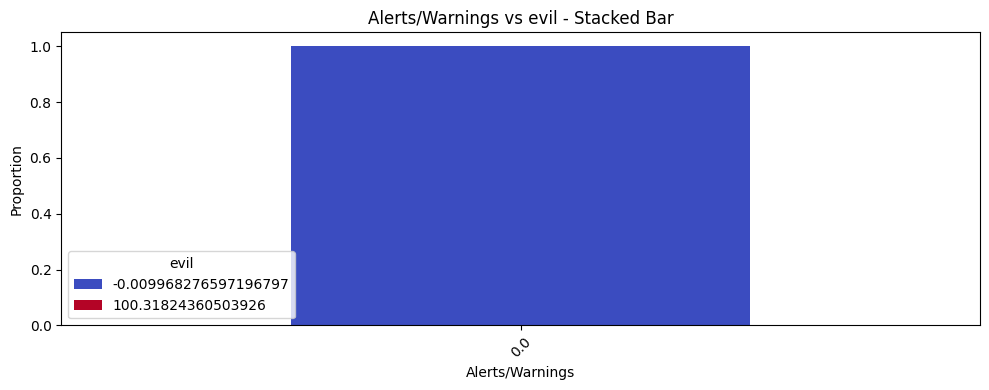 Alerts/Warnings vs evil - Stacked Bar
1.0
0.8
0.6
0.4
0.2
0.0
Proportion
evil
-0.009968276597196797
100.31824360503926
0.0
Alerts/Warnings